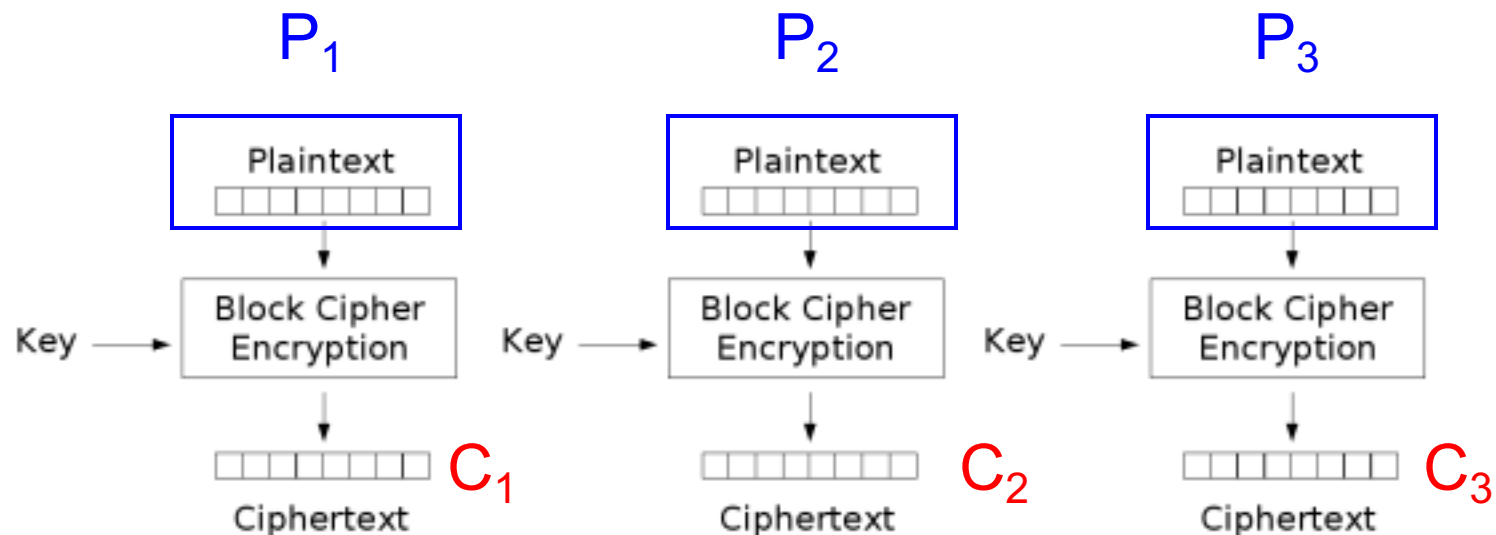 P₁ P₂ P₃
Plaintext Plaintext Plaintext
Key Block Cipher Encryption Key Block Cipher Encryption Key Block Cipher Encryption
C₁ C₂ C₃
Ciphertext Ciphertext Ciphertext